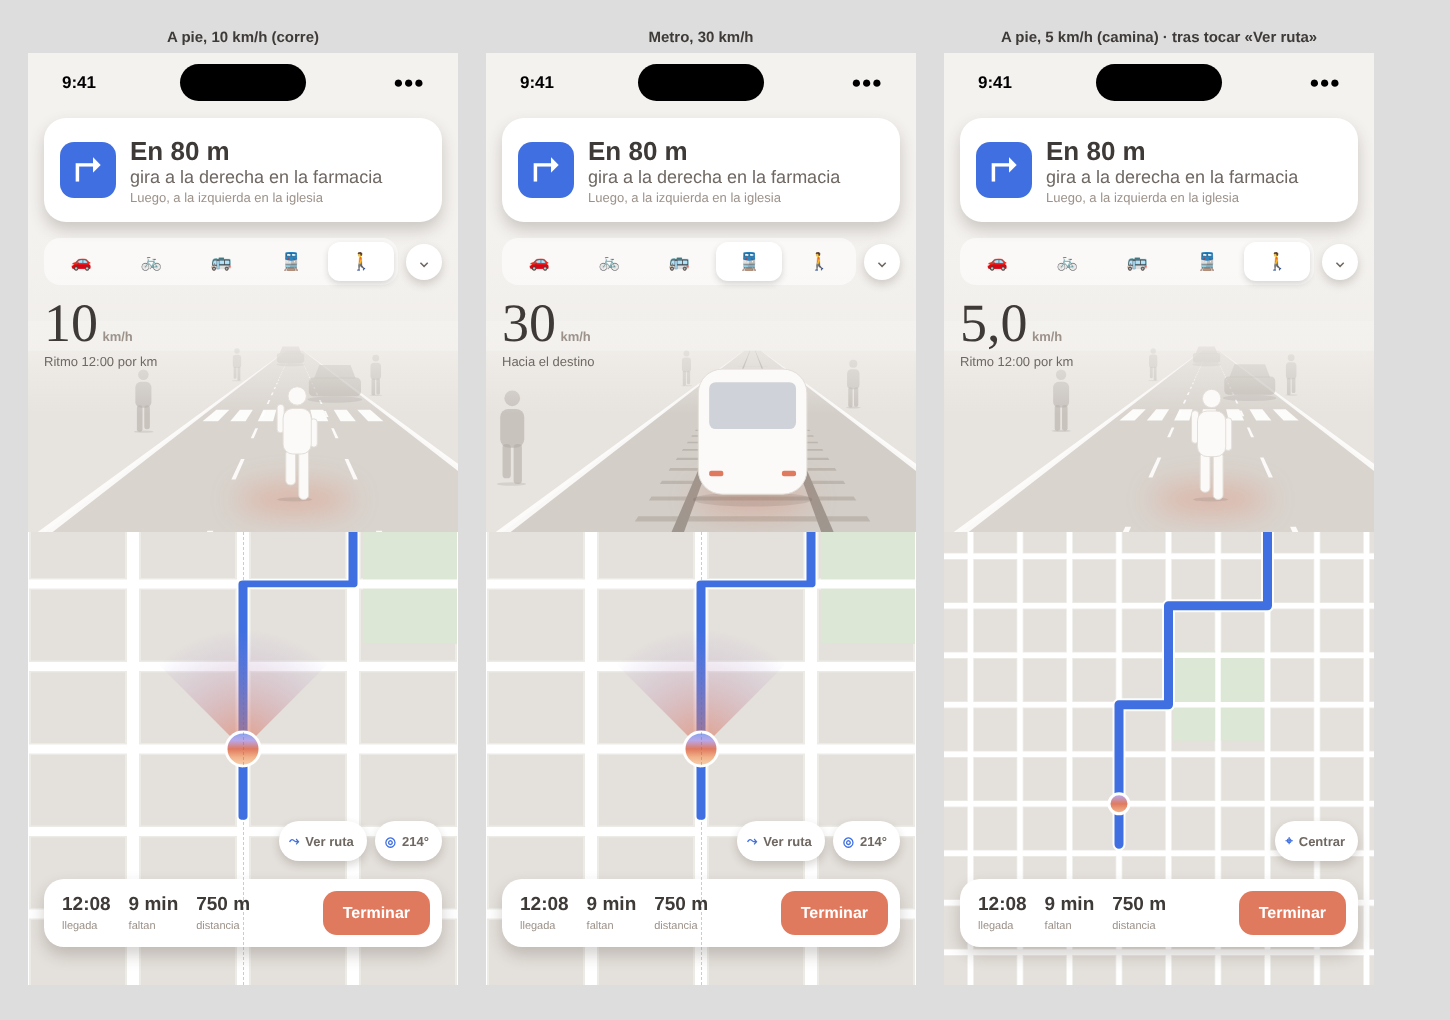 A pie, 10 km/h (corre)
9:41
En 80 m
gira a la derecha en la farmacia
Luego, a la izquierda en la iglesia
10 km/h
Ritmo 12:00 por km
Ver ruta
214°
12:08
llegada
9 min
faltan
750 m
distancia
Terminar
Metro, 30 km/h
9:41
En 80 m
gira a la derecha en la farmacia
Luego, a la izquierda en la iglesia
30 km/h
Hacia el destino
Ver ruta
214°
12:08
llegada
9 min
faltan
750 m
distancia
Terminar
A pie, 5 km/h (camina) · tras tocar «Ver ruta»
9:41
En 80 m
gira a la derecha en la farmacia
Luego, a la izquierda en la iglesia
5,0 km/h
Ritmo 12:00 por km
Centrar
12:08
llegada
9 min
faltan
750 m
distancia
Terminar